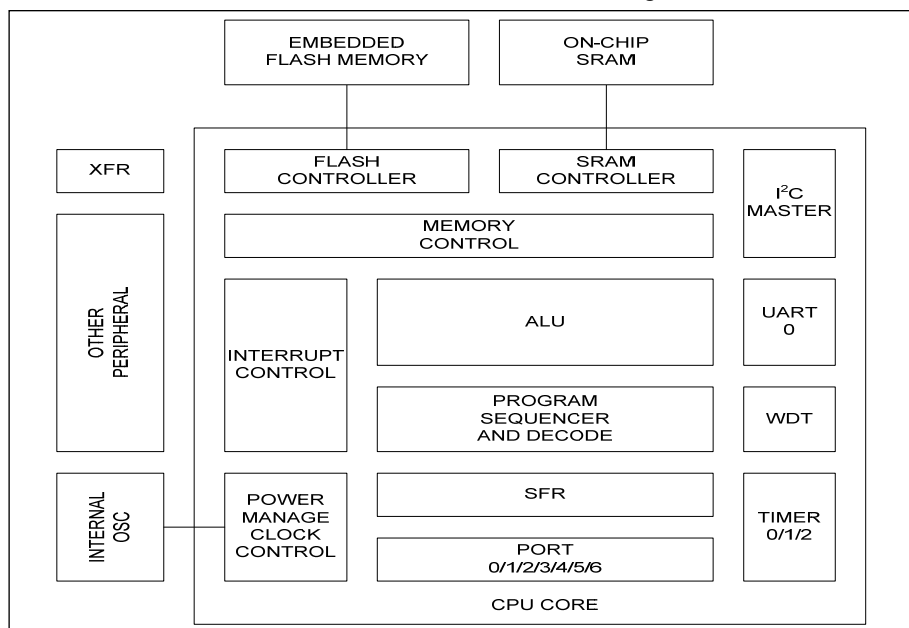 EMBEDDED
FLASH MEMORY
ON-CHIP
SRAM
XFR
FLASH
CONTROLLER
SRAM
CONTROLLER
I²C
MASTER
MEMORY
CONTROL
OTHER
PERIPHERAL
INTERRUPT
CONTROL
ALU
UART
0
PROGRAM
SEQUENCER
AND DECODE
WDT
INTERNAL
OSC
POWER
MANAGE
CLOCK
CONTROL
SFR
TIMER
0/1/2
PORT
0/1/2/3/4/5/6
CPU CORE